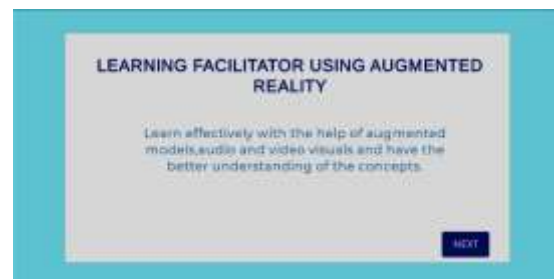 LEARNING FACILITATOR USING AUGMENTED
REALITY
Learn effectively with the help of augmented
models,audio and video visuals and have the
better understanding of the concepts.
NEXT